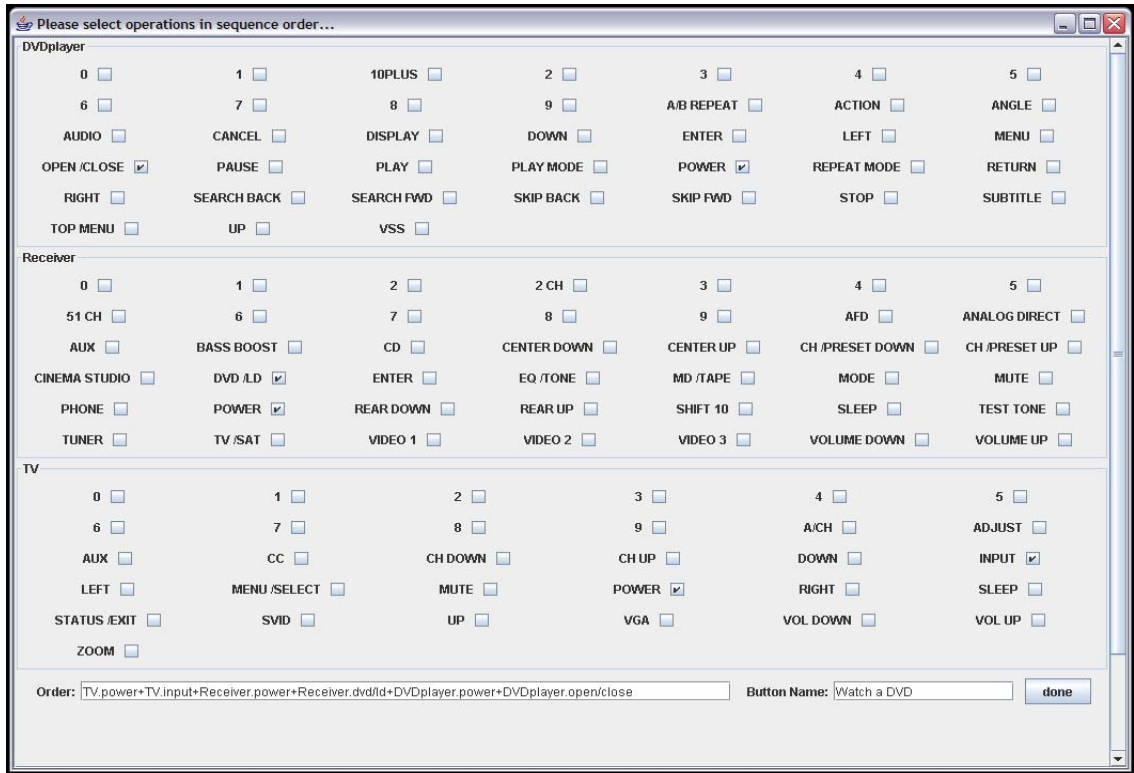 Please select operations in sequence order...
DVDplayer
0 1 10PLUS 2 3 4 5
6 7 8 9 A/B REPEAT ACTION ANGLE
AUDIO CANCEL DISPLAY DOWN ENTER LEFT MENU
OPEN /CLOSE PAUSE PLAY PLAY MODE POWER REPEAT MODE RETURN
RIGHT SEARCH BACK SEARCH FWD SKIP BACK SKIP FWD STOP SUBTITLE
TOP MENU UP VSS
Receiver
0 1 2 2 CH 3 4 5
51 CH 6 7 8 9 AFD ANALOG DIRECT
AUX BASS BOOST CD CENTER DOWN CENTER UP CH /PRESET DOWN CH /PRESET UP
CINEMA STUDIO DVD /LD ENTER EQ /TONE MD /TAPE MODE MUTE
PHONE POWER REAR DOWN REAR UP SHIFT 10 SLEEP TEST TONE
TUNER TV /SAT VIDEO 1 VIDEO 2 VIDEO 3 VOLUME DOWN VOLUME UP
TV
0 1 2 3 4 5
6 7 8 9 A/CH ADJUST
AUX CC CH DOWN CH UP DOWN INPUT
LEFT MENU /SELECT MUTE POWER RIGHT SLEEP
STATUS /EXIT SVID UP VGA VOL DOWN VOL UP
ZOOM
Order: TV.power+TV.input+Receiver.power+Receiver.dvd/ld+DVDplayer.power+DVDplayer.open/close Button Name: Watch a DVD done